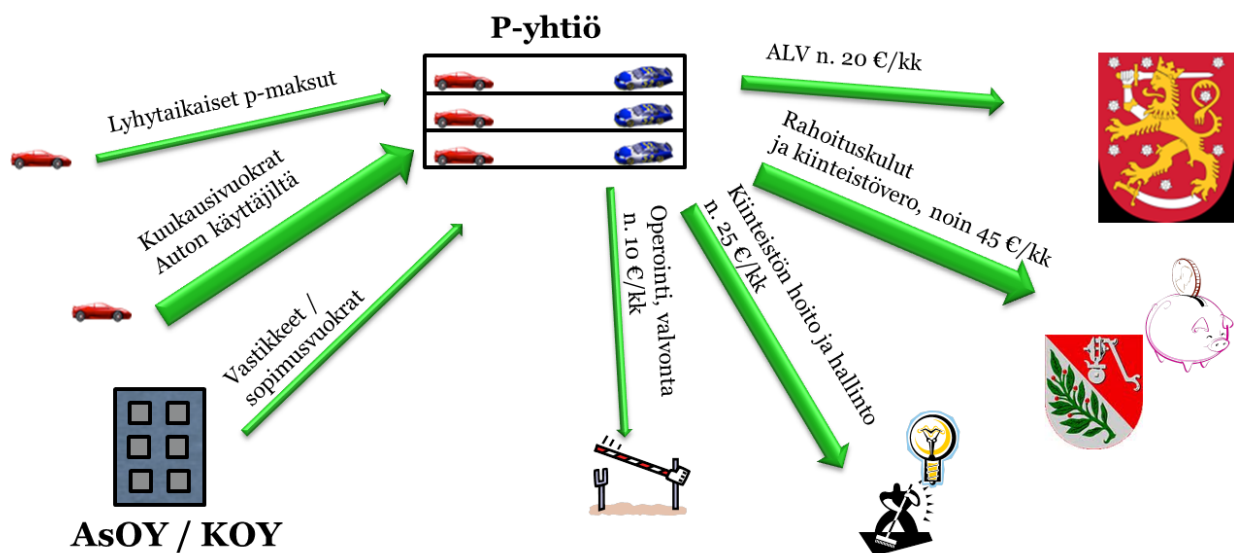 P-yhtiö
Lyhytaikaiset p-maksut
Kuukausivuokrat
Auton käyttäjiltä
Vastikkeet /
sopimusvuokrat
AsOY / KOY
Operointi, valvonta
n. 10 €/kk
Kiinteistön hoito ja hallinto
n. 25 €/kk
ALV n. 20 €/kk
Rahoituskulut
ja kiinteistövero, noin 45 €/kk